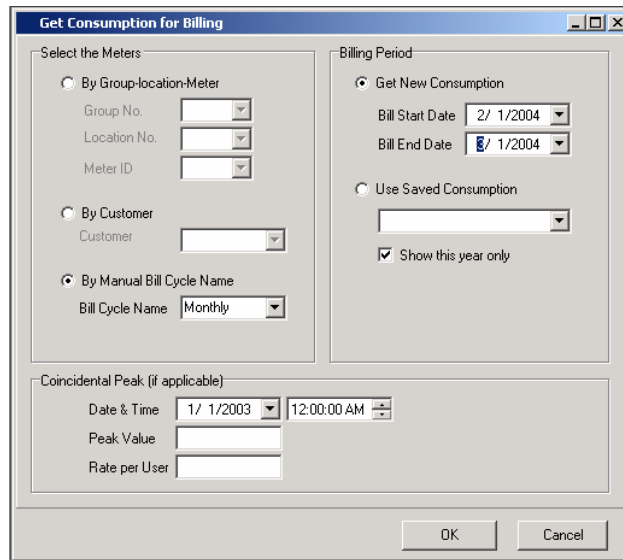 Get Consumption for Billing
Select the Meters
By Group-location-Meter
Group No.
Location No.
Meter ID
By Customer
Customer
By Manual Bill Cycle Name
Bill Cycle Name Monthly
Billing Period
Get New Consumption
Bill Start Date 2/ 1/2004
Bill End Date 3/ 1/2004
Use Saved Consumption
Show this year only
Coincidental Peak (if applicable)
Date & Time 1/ 1/2003 12:00:00 AM
Peak Value
Rate per User
OK Cancel